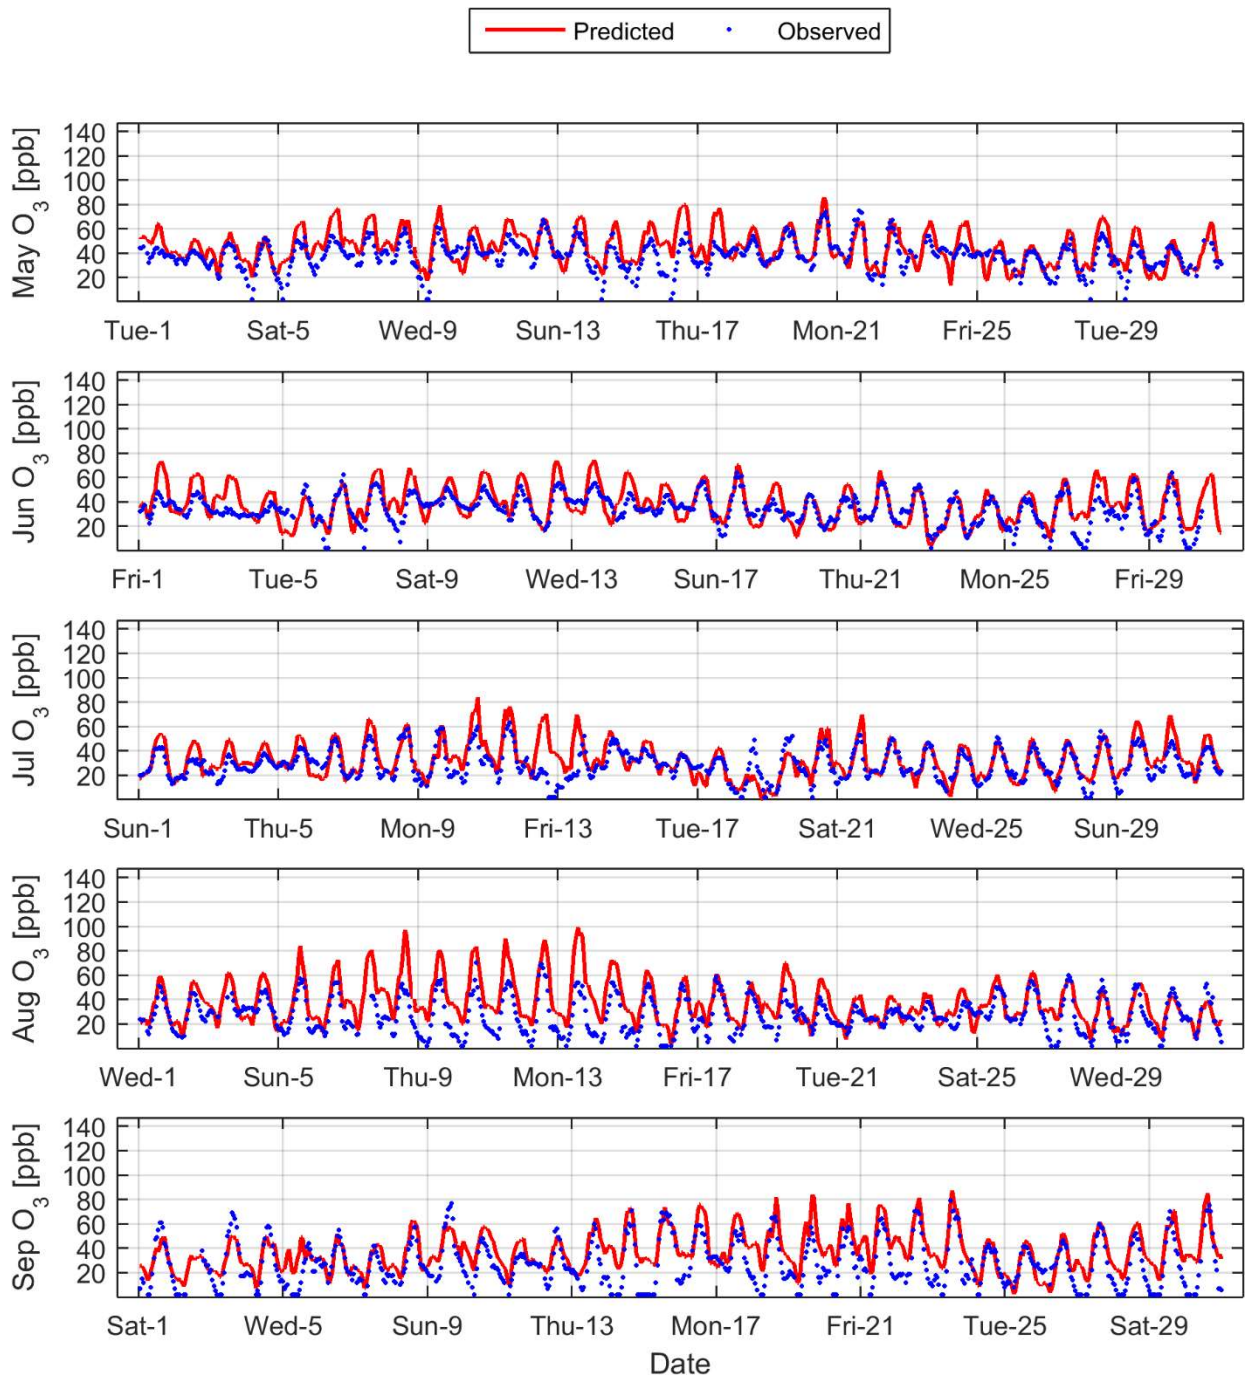 Predicted Observed
May O3 [ppb]
140
120
100
80
60
40
20
Tue-1 Sat-5 Wed-9 Sun-13 Thu-17 Mon-21 Fri-25 Tue-29
Jun O3 [ppb]
140
120
100
80
60
40
20
Fri-1 Tue-5 Sat-9 Wed-13 Sun-17 Thu-21 Mon-25 Fri-29
Jul O3 [ppb]
140
120
100
80
60
40
20
Sun-1 Thu-5 Mon-9 Fri-13 Tue-17 Sat-21 Wed-25 Sun-29
Aug O3 [ppb]
140
120
100
80
60
40
20
Wed-1 Sun-5 Thu-9 Mon-13 Fri-17 Tue-21 Sat-25 Wed-29
Sep O3 [ppb]
140
120
100
80
60
40
20
Sat-1 Wed-5 Sun-9 Thu-13 Mon-17 Fri-21 Tue-25 Sat-29
Date